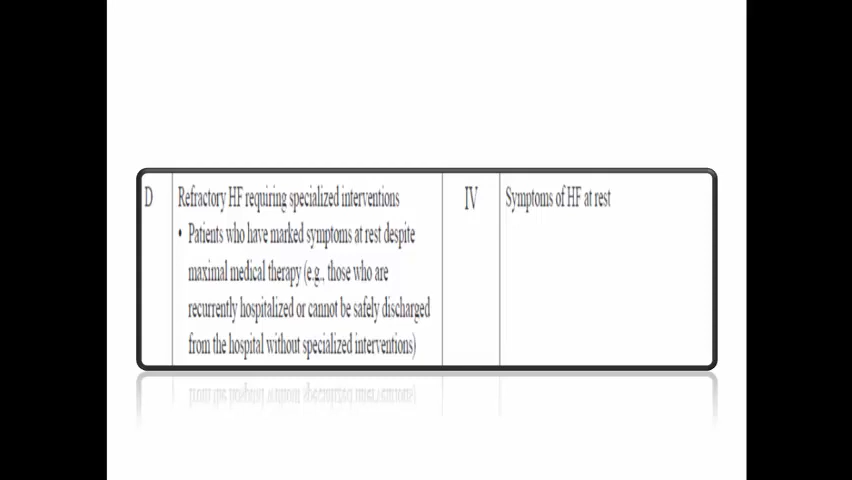 D Refractory HF requiring specialized interventions IV Symptoms of HF at rest
• Patients who have marked symptoms at rest despite
maximal medical therapy (e.g., those who are
recurrently hospitalized or cannot be safely discharged
from the hospital without specialized interventions)